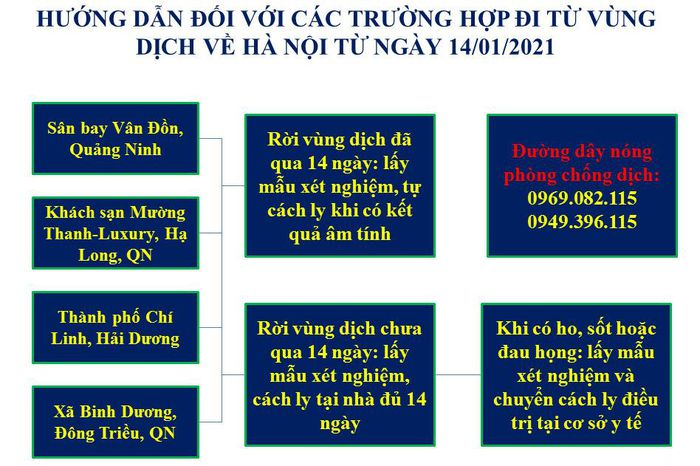 HƯỚNG DẪN ĐỐI VỚI CÁC TRƯỜNG HỢP ĐI TỪ VÙNG
DỊCH VỀ HÀ NỘI TỪ NGÀY 14/01/2021
Sân bay Vân Đồn,
Quảng Ninh
Khách sạn Mường
Thanh-Luxury, Hạ
Long, QN
Thành phố Chí
Linh, Hải Dương
Xã Bình Dương,
Đông Triều, QN
Rời vùng dịch đã
qua 14 ngày: lấy
mẫu xét nghiệm, tự
cách ly khi có kết
quả âm tính
Rời vùng dịch chưa
qua 14 ngày: lấy
mẫu xét nghiệm,
cách ly tại nhà đủ 14
ngày
Đường dây nóng
phòng chống dịch:
0969.082.115
0949.396.115
Khi có ho, sốt hoặc
đau họng: lấy mẫu
xét nghiệm và
chuyển cách ly điều
trị tại cơ sở y tế